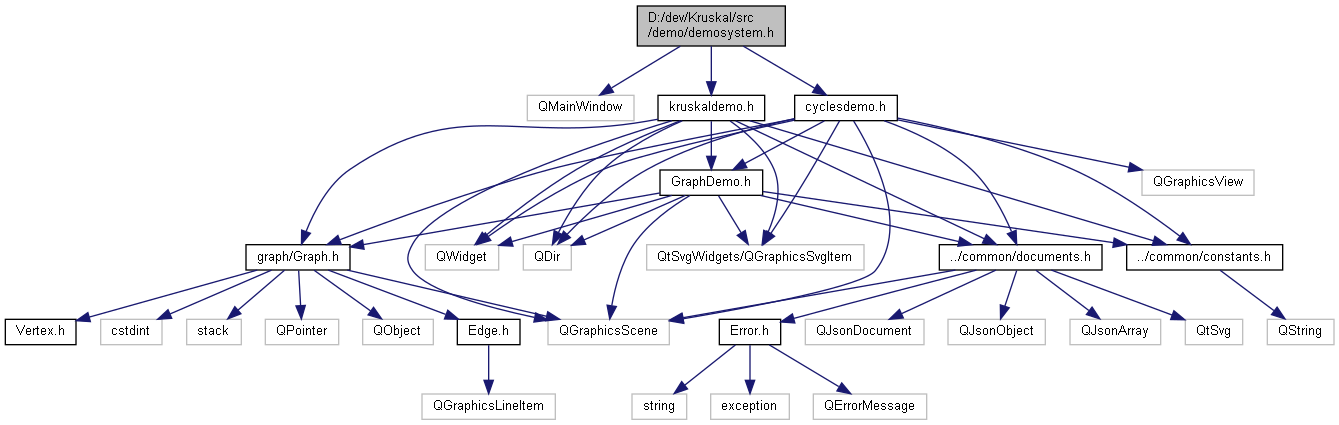 D:/dev/Kruskal/src
/demo/demosystem.h
QMainWindow
kruskaldemo.h
cyclesdemo.h
GraphDemo.h
QGraphicsView
graph/Graph.h
QWidget
QDir
QtSvgWidgets/QGraphicsSvgItem
../common/documents.h
../common/constants.h
Vertex.h
cstdint
stack
QPointer
QObject
Edge.h
QGraphicsScene
Error.h
QJsonDocument
QJsonObject
QJsonArray
QtSvg
QString
QGraphicsLineItem
string
exception
QErrorMessage